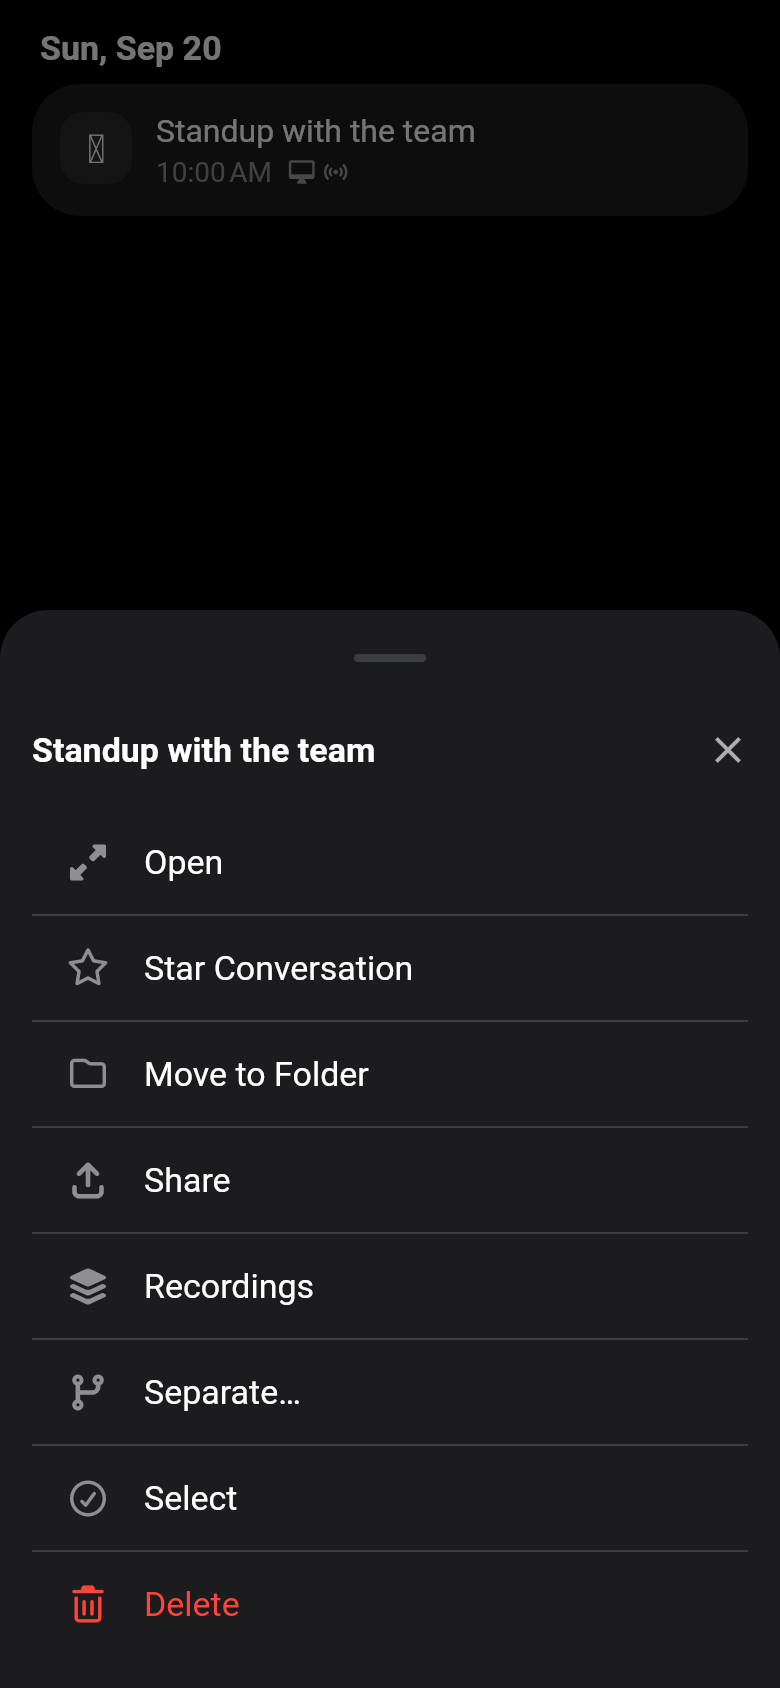 Sun, Sep 20
Standup with the team
10:00 AM
Standup with the team
Open
Star Conversation
Move to Folder
Share
Recordings
Separate…
Select
Delete